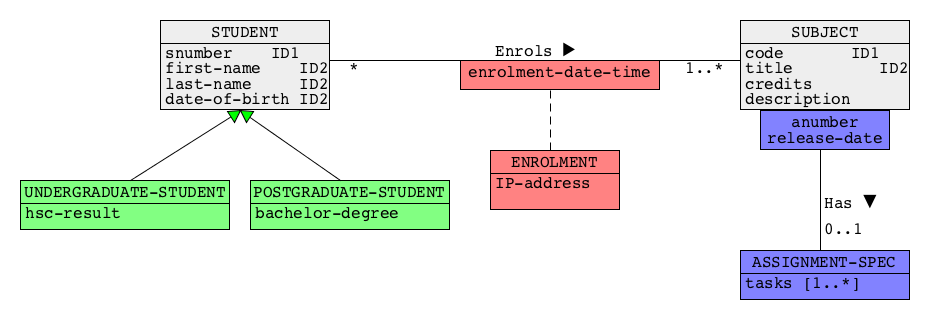 STUDENT
snumber ID1
first-name ID2
last-name ID2
date-of-birth ID2
Enrols ▶
* 1..*
enrolment-date-time
SUBJECT
code ID1
title ID2
credits
description
anumber
release-date
ENROLMENT
IP-address
UNDERGRADUATE-STUDENT
hsc-result
POSTGRADUATE-STUDENT
bachelor-degree
Has ▼
0..1
ASSIGNMENT-SPEC
tasks [1..*]